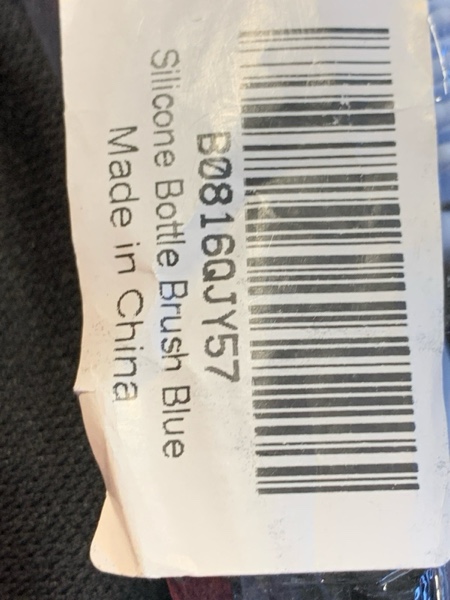 B0816QJY57
Silicone Bottle Brush Blue
Made in China